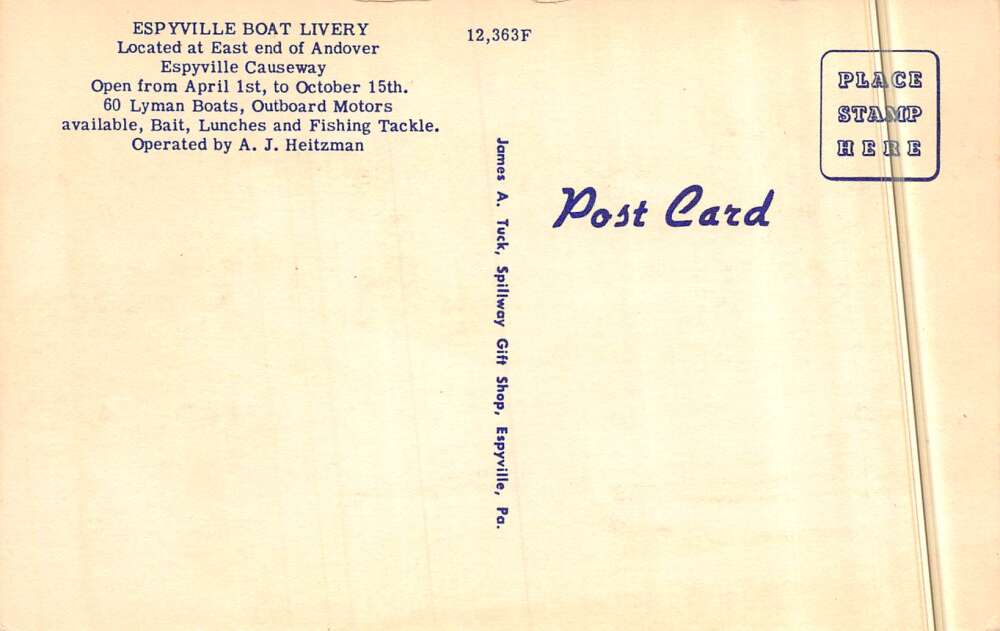 ESPYVILLE BOAT LIVERY
Located at East end of Andover
Espyville Causeway
Open from April 1st, to October 15th.
60 Lyman Boats, Outboard Motors
available, Bait, Lunches and Fishing Tackle.
Operated by A. J. Heitzman
12,363F
James A. Tuck, Spillway Gift Shop, Espyville, Pa.
Post Card
PLACE
STAMP
HERE